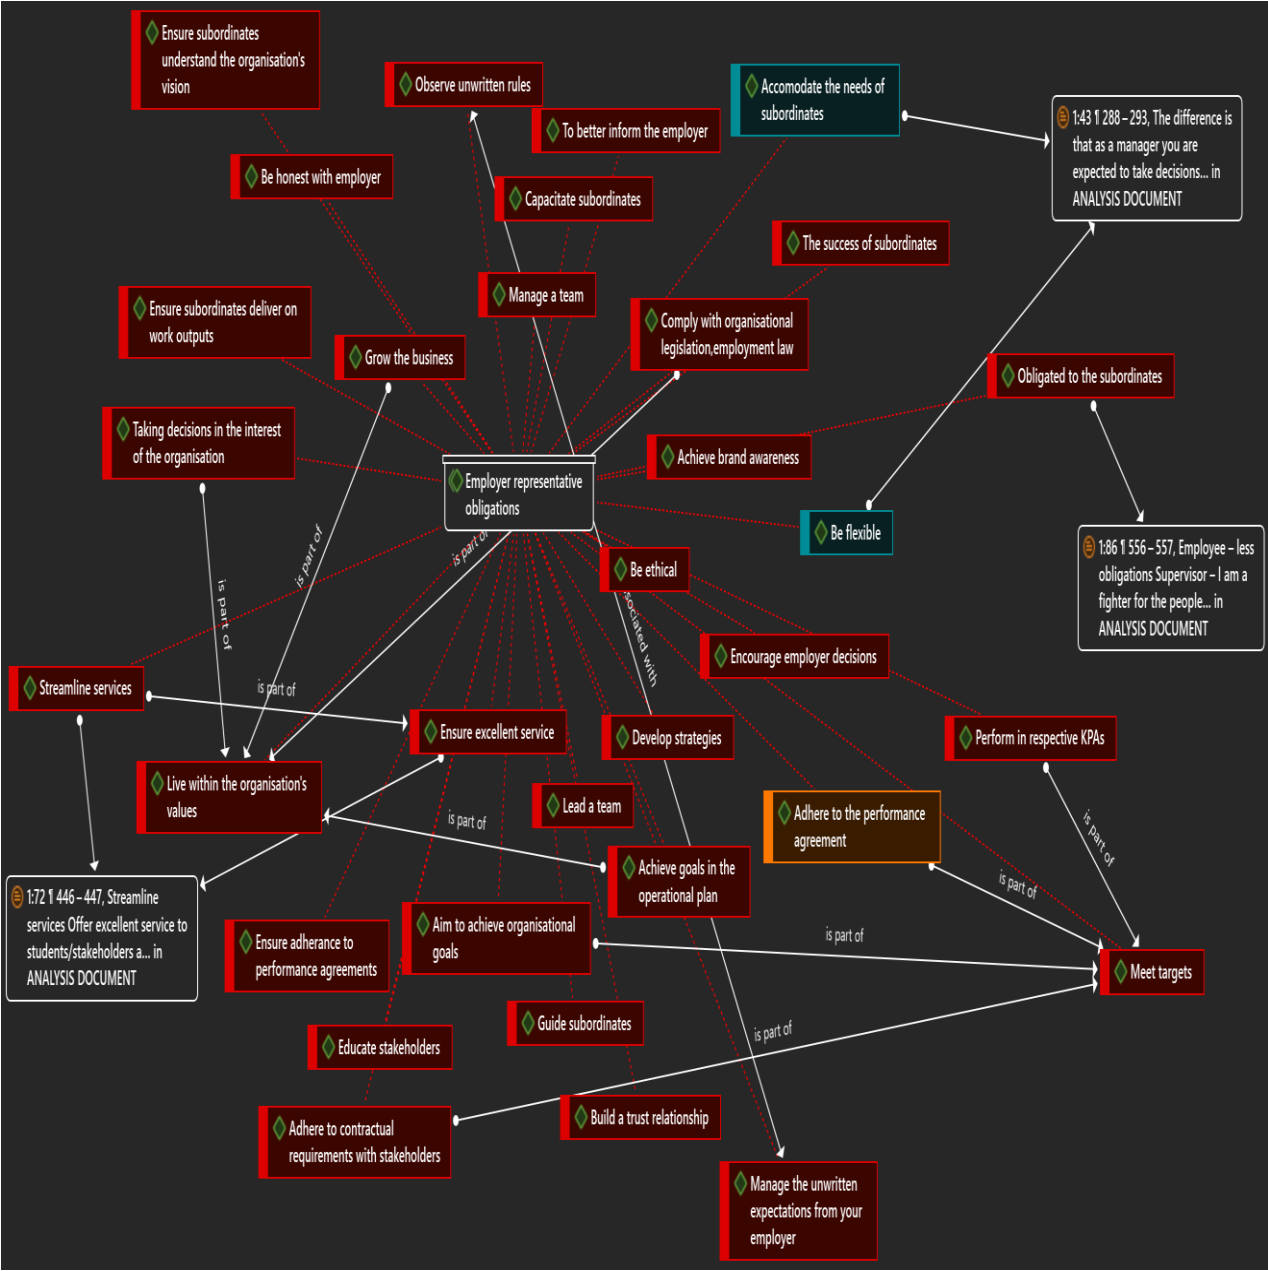 Ensure subordinates
understand the organisation's
vision
Observe unwritten rules
Accomodate the needs of
subordinates
To better inform the employer
1:43 ¶ 288 – 293, The difference is
that as a manager you are
expected to take decisions... in
ANALYSIS DOCUMENT
Be honest with employer
Capacitate subordinates
The success of subordinates
Ensure subordinates deliver on
work outputs
Manage a team
Comply with organisational
legislation,employment law
Grow the business
Obligated to the subordinates
Taking decisions in the interest
of the organisation
Achieve brand awareness
Employer representative
obligations
Be flexible
1:86 ¶ 556 – 557, Employee – less
obligations Supervisor – I am a
fighter for the people... in
ANALYSIS DOCUMENT
is part of
is part of
is part of
Be ethical
sociated with
Encourage employer decisions
Streamline services
is part of
Ensure excellent service
Develop strategies
Perform in respective KPAs
Live within the organisation's
values
Lead a team
is part of
Adhere to the performance
agreement
is part of
Achieve goals in the
operational plan
is part of
1:72 ¶ 446 – 447, Streamline
services Offer excellent service to
students/stakeholders a... in
ANALYSIS DOCUMENT
Ensure adherance to
performance agreements
Aim to achieve organisational
goals
is part of
Meet targets
Guide subordinates
is part of
Educate stakeholders
Adhere to contractual
requirements with stakeholders
Build a trust relationship
Manage the unwritten
expectations from your
employer